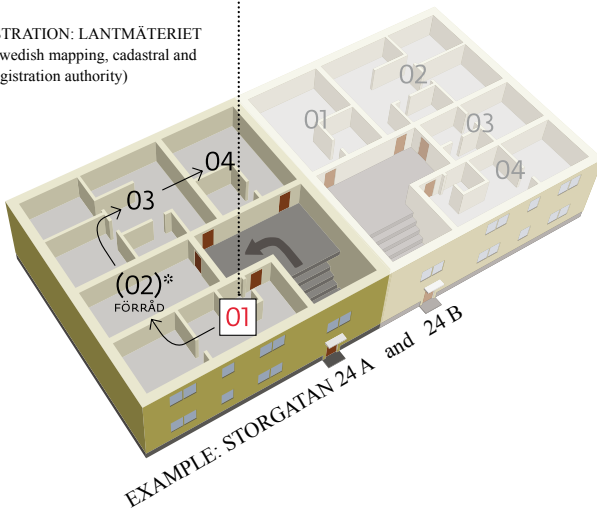 STRATION: LANTMÄTERIET
wedish mapping, cadastral and
gistration authority)
02
01
03
04
04
03
(02)*
FÖRRÅD
01
EXAMPLE: STORGATAN 24 A and 24 B